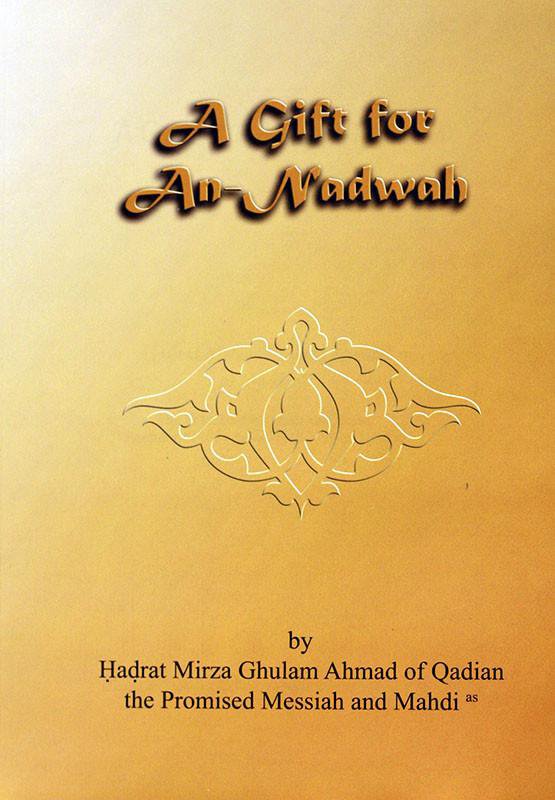 A Gift for
An-Nadwah
by
Ḥaḍrat Mirza Ghulam Ahmad of Qadian
the Promised Messiah and Mahdi as